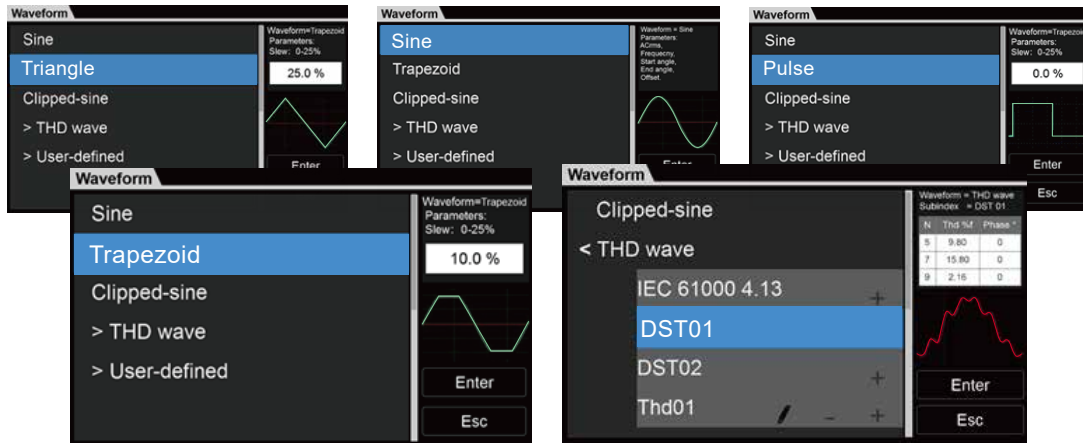 Waveform
Sine
Triangle
Clipped-sine
> THD wave
> User-defined
Waveform=Trapezoid
Parameters:
Slew: 0-25%
25.0 %
Enter
Waveform
Sine
Trapezoid
Clipped-sine
> THD wave
> User-defined
Waveform = Sine
Parameters:
ACrms,
Frequecny,
Start angle,
End angle,
Offset.
Enter
Waveform
Sine
Pulse
Clipped-sine
> THD wave
> User-defined
Waveform=Trapezoid
Parameters:
Slew: 0-25%
0.0 %
Enter
Esc
Waveform
Sine
Trapezoid
Clipped-sine
> THD wave
> User-defined
Waveform=Trapezoid
Parameters:
Slew: 0-25%
10.0 %
Enter
Esc
Waveform
Clipped-sine
< THD wave
IEC 61000 4.13 +
DST01
DST02 +
Thd01 / - +
Waveform = THD wave
Subindex = DST 01
N Thd %f Phase °
5 9.80 0
7 15.80 0
9 2.16 0
Enter
Esc